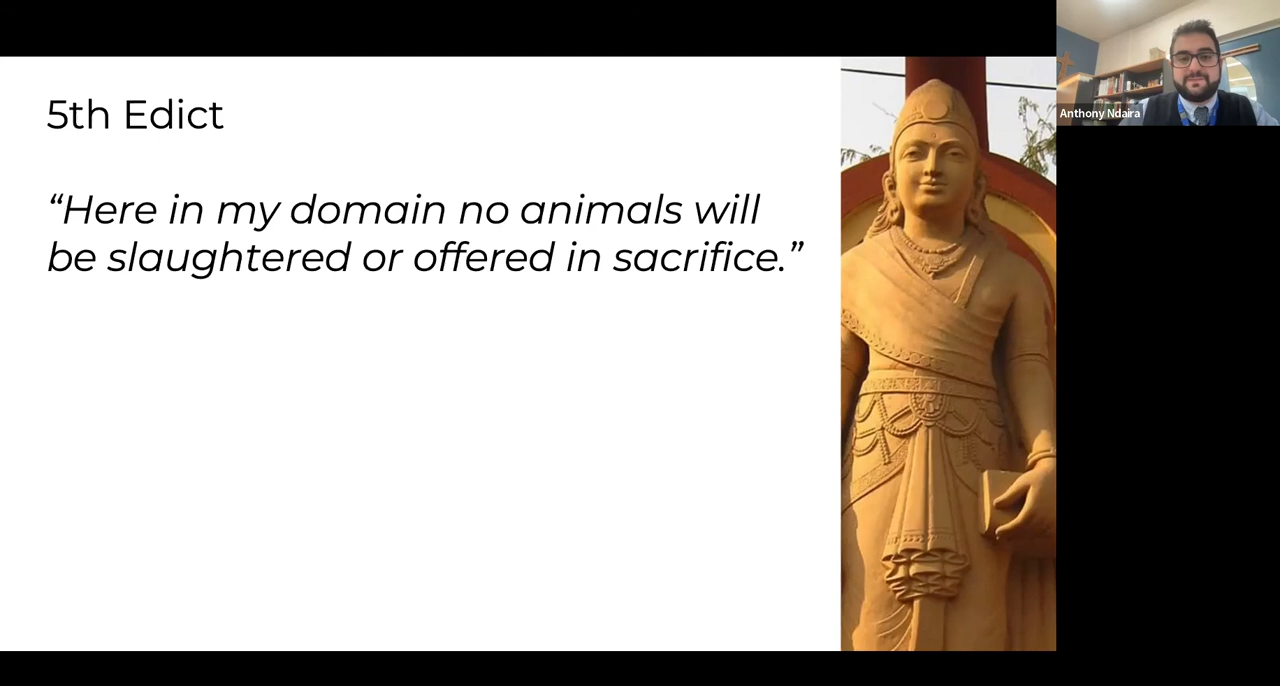 5th Edict
“Here in my domain no animals will
be slaughtered or offered in sacrifice.”
Anthony Ndaira